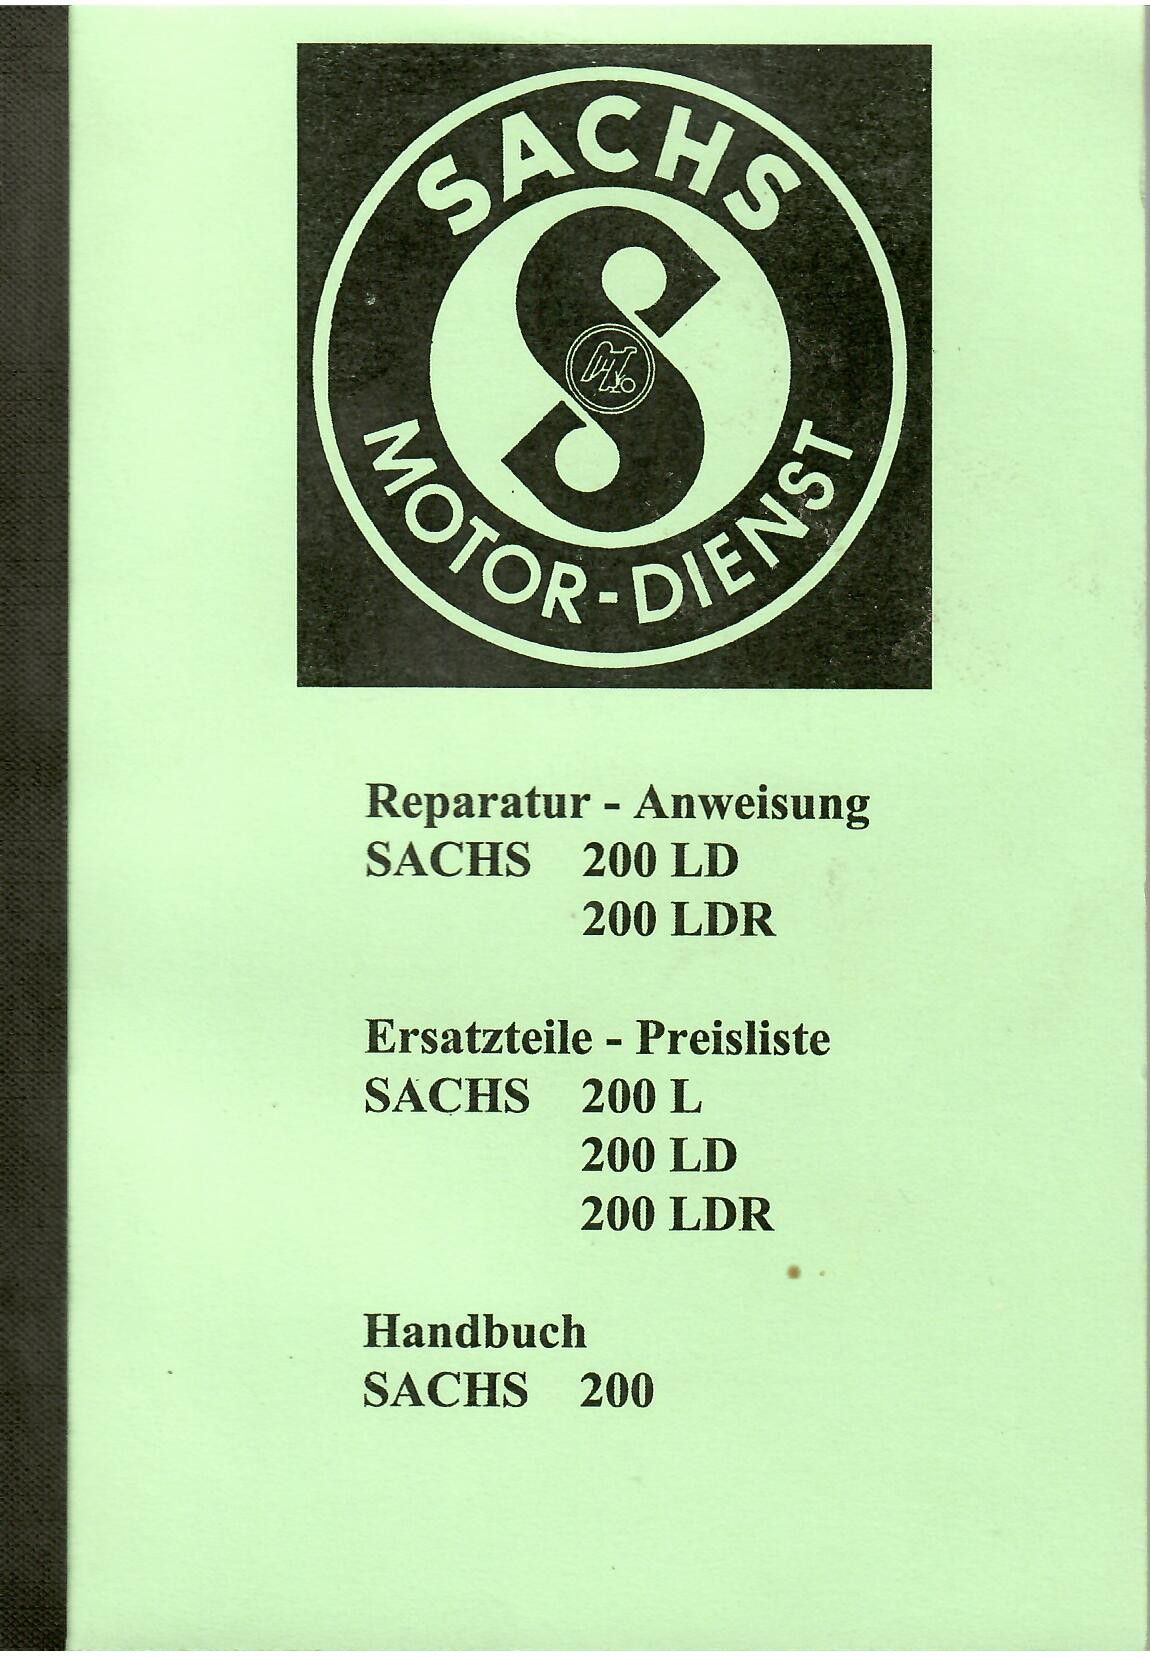 SACHS
MOTOR-DIENST
Reparatur - Anweisung
SACHS 200 LD
200 LDR
Ersatzteile - Preisliste
SACHS 200 L
200 LD
200 LDR
Handbuch
SACHS 200